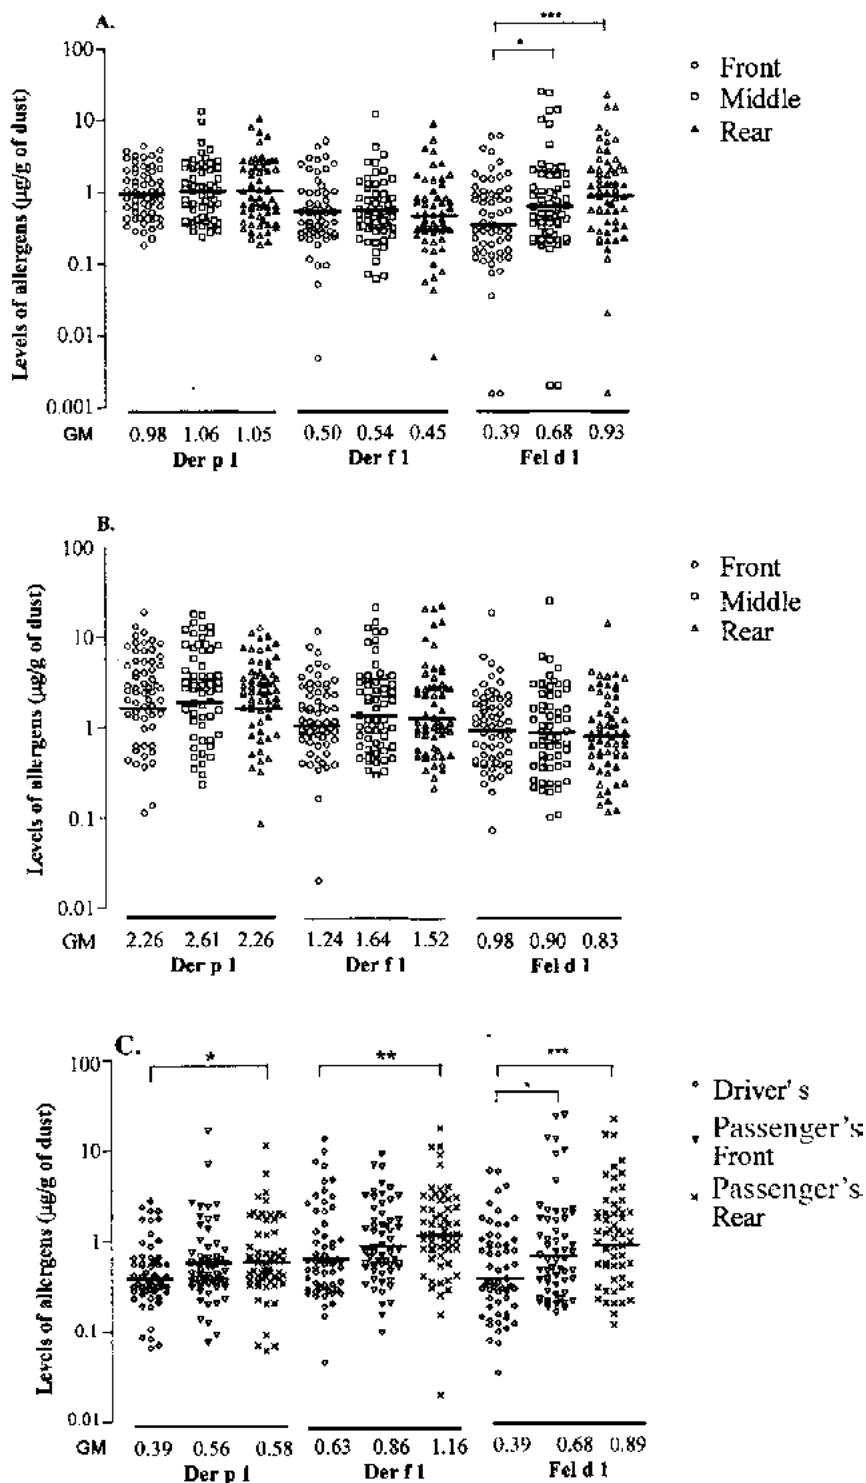 A.
***
*
100
10
1
0.1
0.01
0.001
Levels of allergens (μg/g of dust)
Front
Middle
Rear
GM 0.98 1.06 1.05 0.50 0.54 0.45 0.39 0.68 0.93
Der p 1 Der f 1 Fel d 1
B.
100
10
1
0.1
0.01
Levels of allergens (μg/g of dust)
Front
Middle
Rear
GM 2.26 2.61 2.26 1.24 1.64 1.52 0.98 0.90 0.83
Der p 1 Der f 1 Fel d 1
C.
* ** ***
*
100
10
1
0.1
0.01
Levels of allergens (μg/g of dust)
Driver's
Passenger's
Front
Passenger's
Rear
GM 0.39 0.56 0.58 0.63 0.86 1.16 0.39 0.68 0.89
Der p 1 Der f 1 Fel d 1